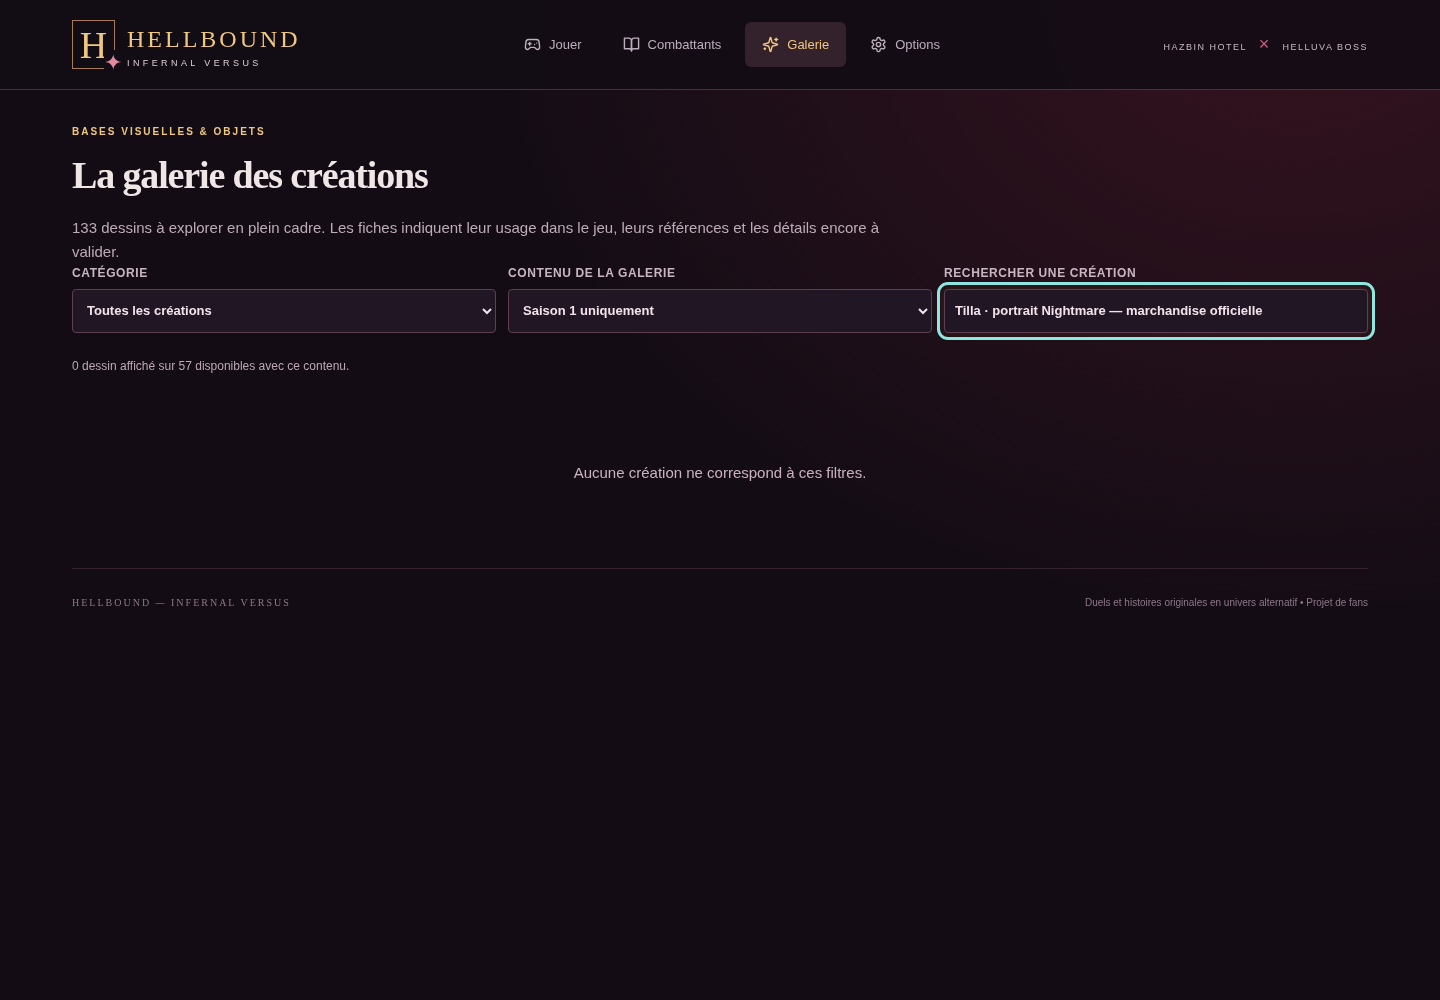 H HELLBOUND
INFERNAL VERSUS
Jouer
Combattants
Galerie
Options
HAZBIN HOTEL × HELLUVA BOSS
BASES VISUELLES & OBJETS
La galerie des créations
133 dessins à explorer en plein cadre. Les fiches indiquent leur usage dans le jeu, leurs références et les détails encore à
valider.
CATÉGORIE
Toutes les créations
CONTENU DE LA GALERIE
Saison 1 uniquement
RECHERCHER UNE CRÉATION
Tilla · portrait Nightmare — marchandise officielle
0 dessin affiché sur 57 disponibles avec ce contenu.
Aucune création ne correspond à ces filtres.
HELLBOUND — INFERNAL VERSUS
Duels et histoires originales en univers alternatif • Projet de fans